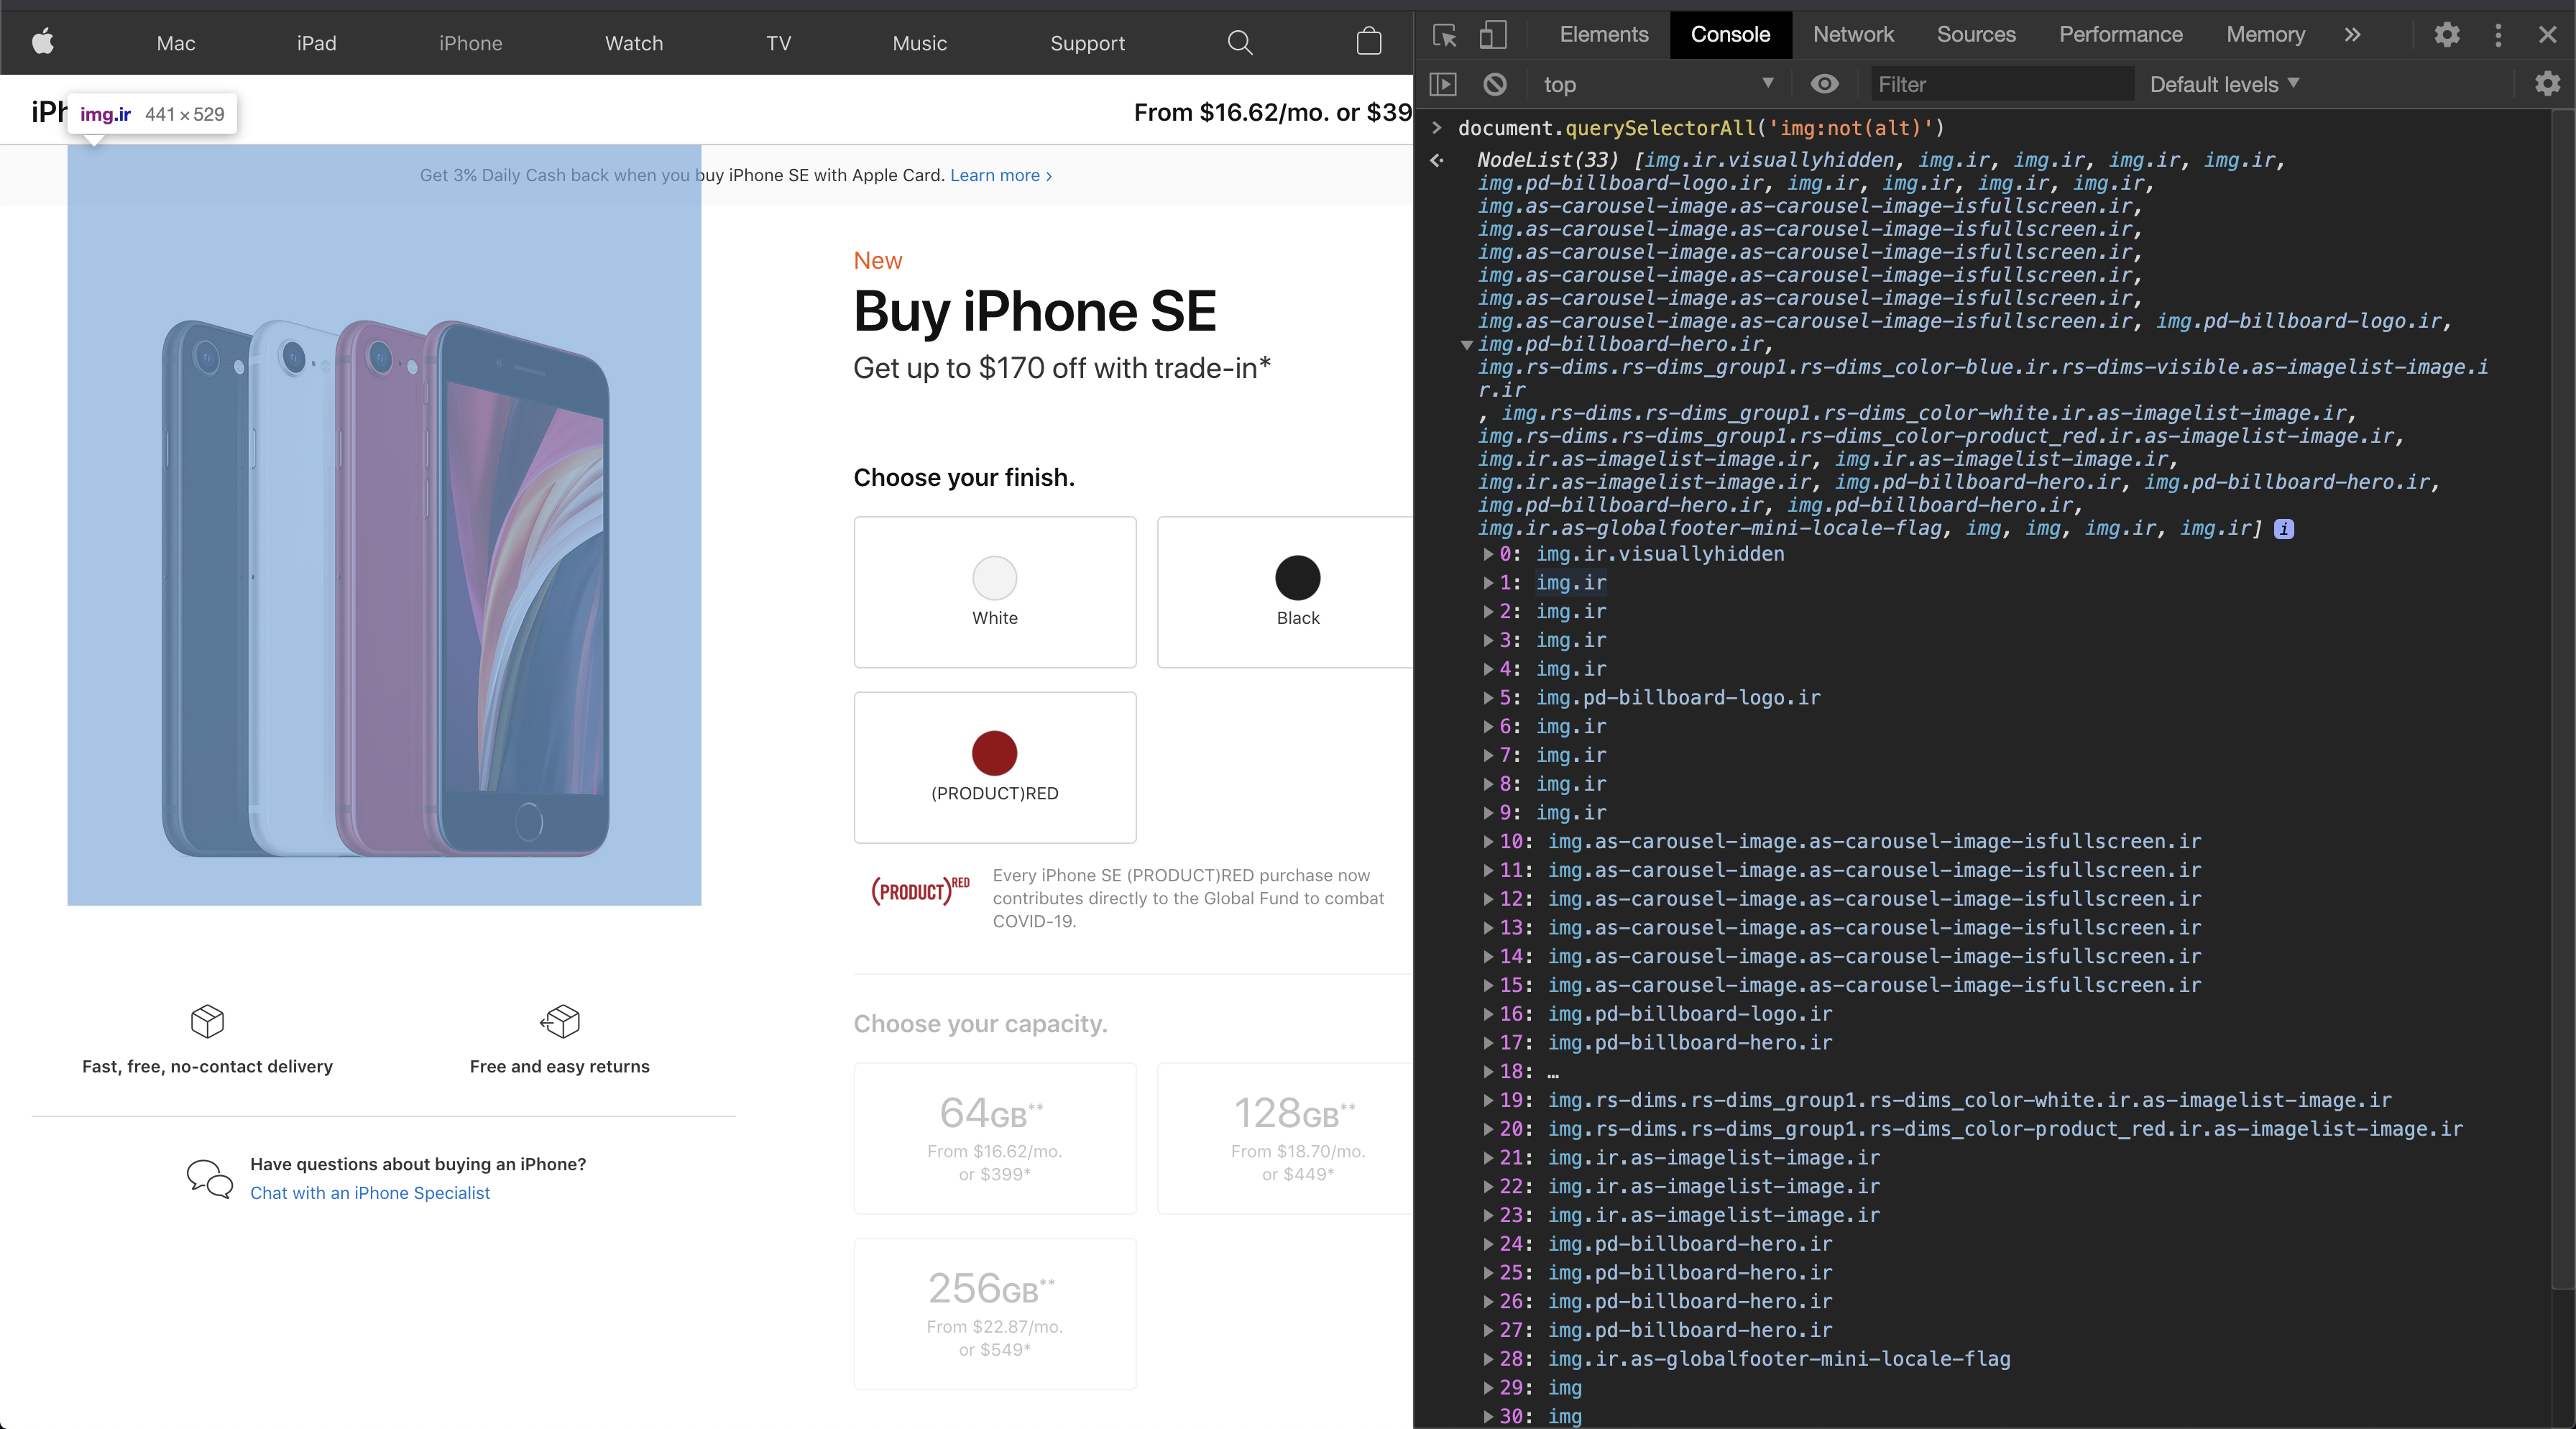 Mac iPad iPhone Watch TV Music Support
iPh
img.ir 441 × 529
From $16.62/mo. or $39
Get 3% Daily Cash back when you buy iPhone SE with Apple Card. Learn more ›
New
Buy iPhone SE
Get up to $170 off with trade-in*
Choose your finish.
White
Black
(PRODUCT)RED
(PRODUCT)RED
Every iPhone SE (PRODUCT)RED purchase now
contributes directly to the Global Fund to combat
COVID-19.
Fast, free, no-contact delivery
Free and easy returns
Have questions about buying an iPhone?
Chat with an iPhone Specialist
Choose your capacity.
64GB**
From $16.62/mo.
or $399*
128GB**
From $18.70/mo.
or $449*
256GB**
From $22.87/mo.
or $549*
Elements Console Network Sources Performance Memory »
top Filter Default levels
document.querySelectorAll('img:not(alt)')
NodeList(33) [img.ir.visuallyhidden, img.ir, img.ir, img.ir, img.ir,
img.pd-billboard-logo.ir, img.ir, img.ir, img.ir, img.ir,
img.as-carousel-image.as-carousel-image-isfullscreen.ir,
img.as-carousel-image.as-carousel-image-isfullscreen.ir,
img.as-carousel-image.as-carousel-image-isfullscreen.ir,
img.as-carousel-image.as-carousel-image-isfullscreen.ir,
img.as-carousel-image.as-carousel-image-isfullscreen.ir,
img.as-carousel-image.as-carousel-image-isfullscreen.ir, img.pd-billboard-logo.ir,
img.pd-billboard-hero.ir,
img.rs-dims.rs-dims_group1.rs-dims_color-blue.ir.rs-dims-visible.as-imagelist-image.i
r.ir
, img.rs-dims.rs-dims_group1.rs-dims_color-white.ir.as-imagelist-image.ir,
img.rs-dims.rs-dims_group1.rs-dims_color-product_red.ir.as-imagelist-image.ir,
img.ir.as-imagelist-image.ir, img.ir.as-imagelist-image.ir,
img.ir.as-imagelist-image.ir, img.pd-billboard-hero.ir, img.pd-billboard-hero.ir,
img.pd-billboard-hero.ir, img.pd-billboard-hero.ir,
img.ir.as-globalfooter-mini-locale-flag, img, img, img.ir, img.ir] i
0: img.ir.visuallyhidden
1: img.ir
2: img.ir
3: img.ir
4: img.ir
5: img.pd-billboard-logo.ir
6: img.ir
7: img.ir
8: img.ir
9: img.ir
10: img.as-carousel-image.as-carousel-image-isfullscreen.ir
11: img.as-carousel-image.as-carousel-image-isfullscreen.ir
12: img.as-carousel-image.as-carousel-image-isfullscreen.ir
13: img.as-carousel-image.as-carousel-image-isfullscreen.ir
14: img.as-carousel-image.as-carousel-image-isfullscreen.ir
15: img.as-carousel-image.as-carousel-image-isfullscreen.ir
16: img.pd-billboard-logo.ir
17: img.pd-billboard-hero.ir
18: …
19: img.rs-dims.rs-dims_group1.rs-dims_color-white.ir.as-imagelist-image.ir
20: img.rs-dims.rs-dims_group1.rs-dims_color-product_red.ir.as-imagelist-image.ir
21: img.ir.as-imagelist-image.ir
22: img.ir.as-imagelist-image.ir
23: img.ir.as-imagelist-image.ir
24: img.pd-billboard-hero.ir
25: img.pd-billboard-hero.ir
26: img.pd-billboard-hero.ir
27: img.pd-billboard-hero.ir
28: img.ir.as-globalfooter-mini-locale-flag
29: img
30: img